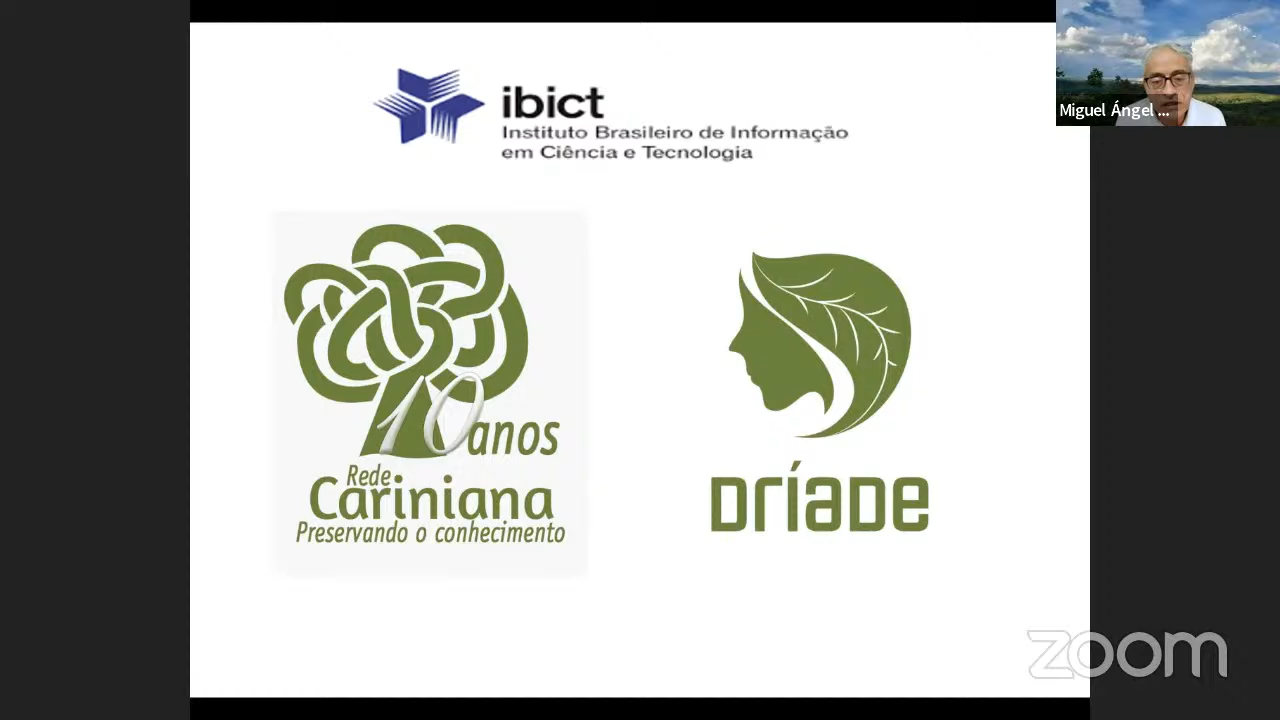 ibict
Instituto Brasileiro de Informação
em Ciência e Tecnologia
Miguel Ángel ...
10 anos
Rede
Cariniana
Preservando o conhecimento
DRÍADE
zoom